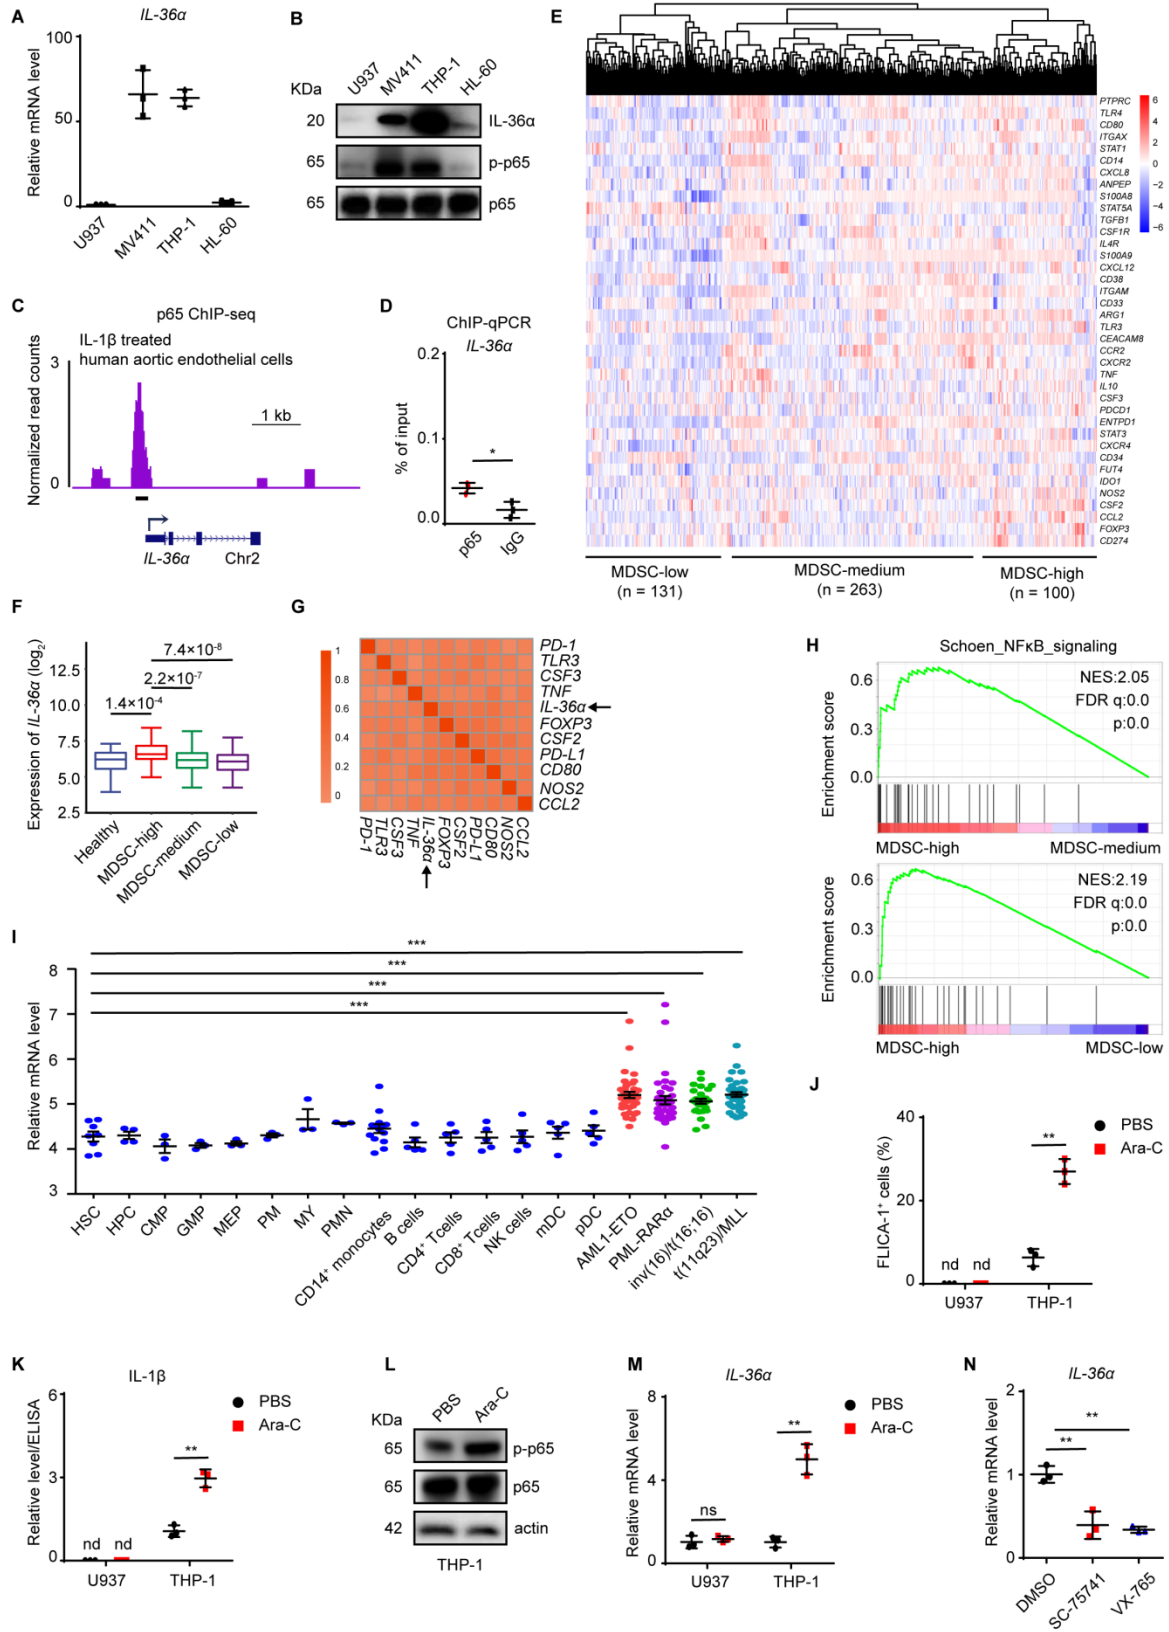 A
IL-36α
Relative mRNA level
100
50
0
U937
MV411
THP-1
HL-60
B
KDa
U937
MV411
THP-1
HL-60
20
IL-36α
65
p-p65
65
p65
C
p65 ChIP-seq
IL-1β treated
human aortic endothelial cells
Normalized read counts
3
0
1 kb
IL-36α
Chr2
D
ChIP-qPCR
IL-36α
% of input
0.2
0.1
0.0
*
p65
IgG
E
PTPRC
TLR4
CD80
ITGAX
STAT1
CD14
CXCL8
ANPEP
S100A8
STAT5A
TGFB1
CSF1R
IL4R
S100A9
CXCL12
CD38
ITGAM
CD33
ARG1
TLR3
CEACAM8
CCR2
CXCR2
TNF
IL10
CSF3
PDCD1
ENTPD1
STAT3
CXCR4
CD34
FUT4
IDO1
NOS2
CSF2
CCL2
FOXP3
CD274
6
4
2
0
−2
−4
−6
MDSC-low
(n = 131)
MDSC-medium
(n = 263)
MDSC-high
(n = 100)
F
Expression of IL-36α (log2)
12.5
10.0
7.5
5.0
2.5
7.4×10-8
2.2×10-7
1.4×10-4
Healthy
MDSC-high
MDSC-medium
MDSC-low
G
1
0.8
0.6
0.4
0.2
0
PD-1
TLR3
CSF3
TNF
IL-36α
FOXP3
CSF2
PD-L1
CD80
NOS2
CCL2
PD-1
TLR3
CSF3
TNF
IL-36α
FOXP3
CSF2
PD-L1
CD80
NOS2
CCL2
H
Schoen_NFκB_signaling
Enrichment score
0.6
0.3
0.0
NES:2.05
FDR q:0.0
p:0.0
MDSC-high
MDSC-medium
Enrichment score
0.6
0.3
0.0
NES:2.19
FDR q:0.0
p:0.0
MDSC-high
MDSC-low
I
Relative mRNA level
8
7
6
5
4
3
***
***
***
***
HSC
HPC
CMP
GMP
MEP
PM
MY
PMN
CD14+ monocytes
B cells
CD4+ Tcells
CD8+ Tcells
NK cells
mDC
pDC
AML1-ETO
PML-RARα
inv(16)/t(16;16)
t(11q23)/MLL
J
FLICA-1+ cells (%)
40
20
0
PBS
Ara-C
nd
nd
**
U937
THP-1
K
IL-1β
Relative level/ELISA
6
3
0
PBS
Ara-C
nd
nd
**
U937
THP-1
L
KDa
PBS
Ara-C
65
p-p65
65
p65
42
actin
THP-1
M
IL-36α
Relative mRNA level
8
4
0
PBS
Ara-C
ns
**
U937
THP-1
N
IL-36α
Relative mRNA level
2
1
0
**
**
DMSO
SC-75741
VX-765